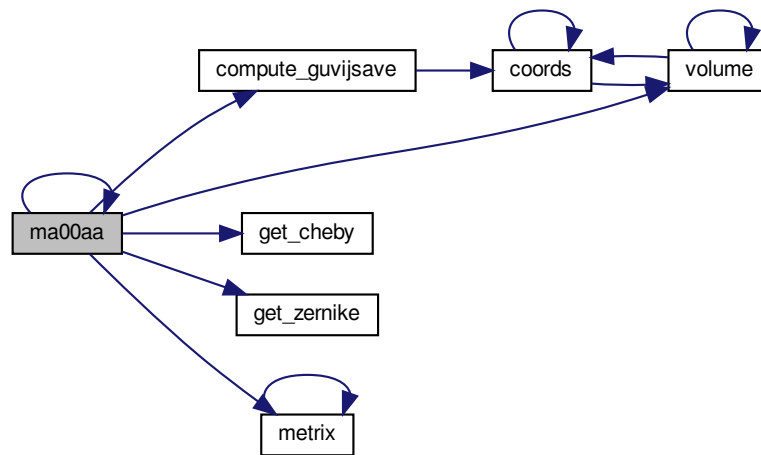 compute_guvijsave
coords
volume
ma00aa
get_cheby
get_zernike
metrix